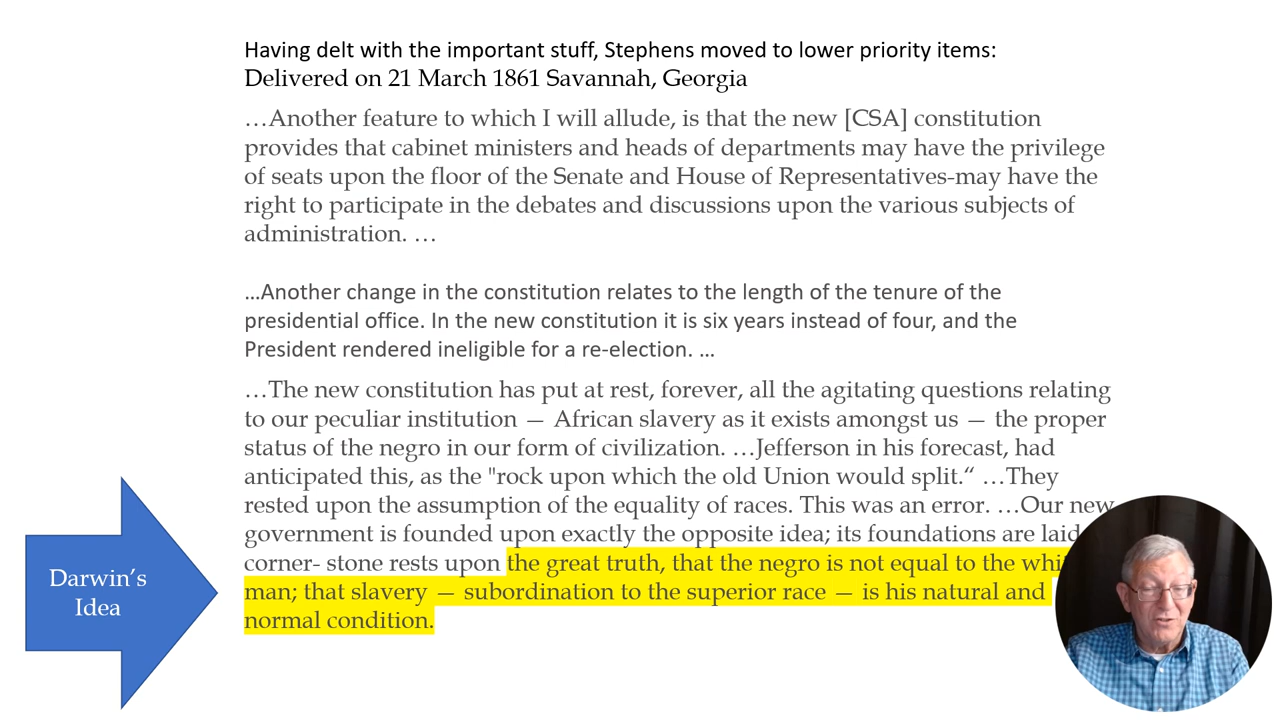 Having delt with the important stuff, Stephens moved to lower priority items:
Delivered on 21 March 1861 Savannah, Georgia
…Another feature to which I will allude, is that the new [CSA] constitution
provides that cabinet ministers and heads of departments may have the privilege
of seats upon the floor of the Senate and House of Representatives-may have the
right to participate in the debates and discussions upon the various subjects of
administration. …
…Another change in the constitution relates to the length of the tenure of the
presidential office. In the new constitution it is six years instead of four, and the
President rendered ineligible for a re-election. …
…The new constitution has put at rest, forever, all the agitating questions relating
to our peculiar institution — African slavery as it exists amongst us — the proper
status of the negro in our form of civilization. …Jefferson in his forecast, had
anticipated this, as the "rock upon which the old Union would split.“ …They
rested upon the assumption of the equality of races. This was an error. …Our new
government is founded upon exactly the opposite idea; its foundations are laid
corner- stone rests upon the great truth, that the negro is not equal to the
man; that slavery — subordination to the superior race — is his natural and
normal condition.
Darwin’s
Idea